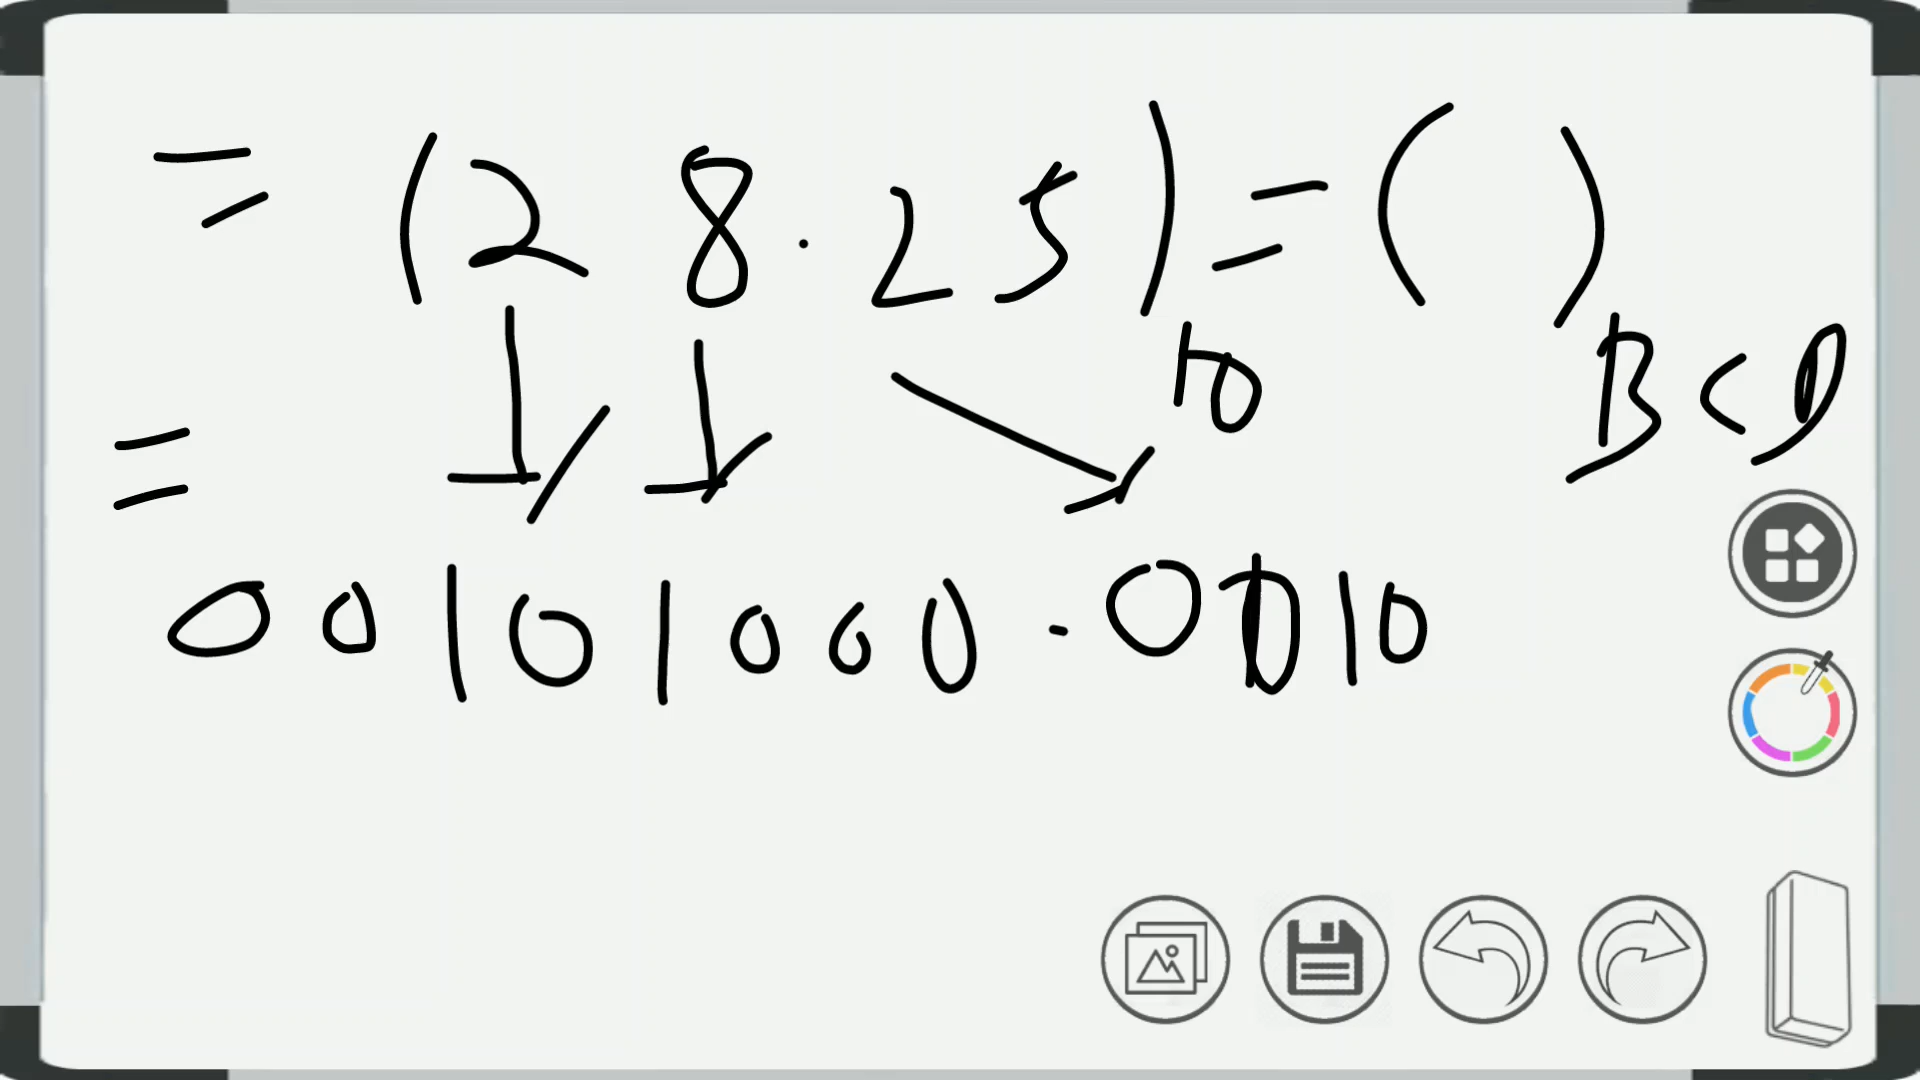 = (28.25)10 = ( )BCD
=
00101000.0010